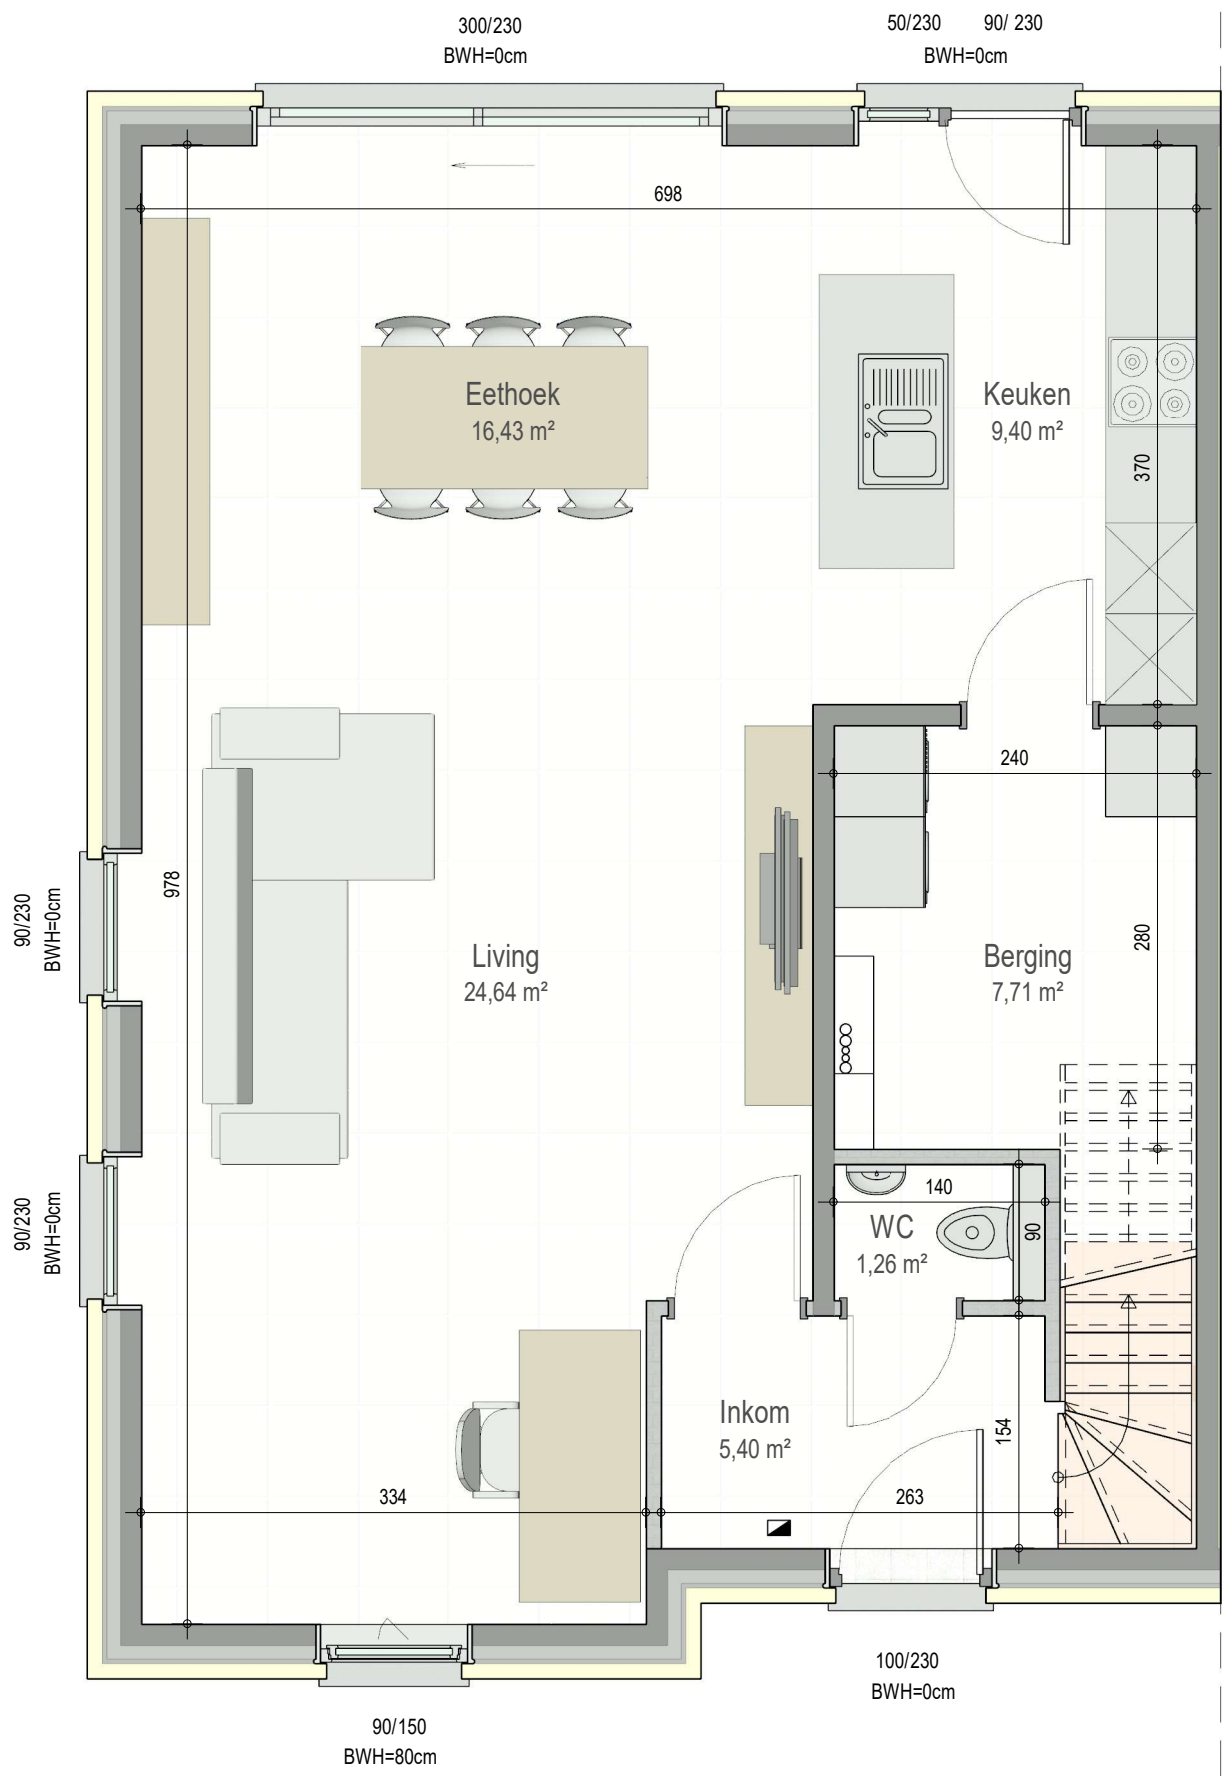 300/230
BWH=0cm
50/230
90/ 230
BWH=0cm
698
Eethoek
16,43 m²
Keuken
9,40 m²
370
240
978
90/230
BWH=0cm
280
Living
24,64 m²
Berging
7,71 m²
90/230
BWH=0cm
140
WC
1,26 m²
90
Inkom
5,40 m²
154
334
263
100/230
BWH=0cm
90/150
BWH=80cm